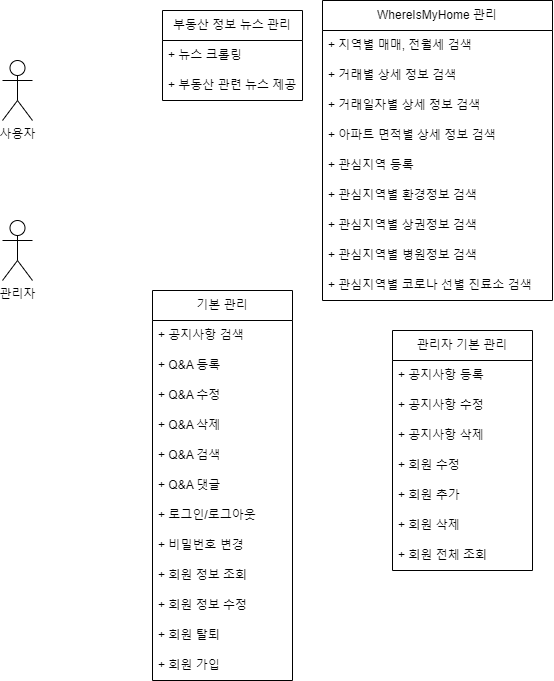 부동산 정보 뉴스 관리
+ 뉴스 크롤링
+ 부동산 관련 뉴스 제공
WhereIsMyHome 관리
+ 지역별 매매, 전월세 검색
+ 거래별 상세 정보 검색
+ 거래일자별 상세 정보 검색
+ 아파트 면적별 상세 정보 검색
+ 관심지역 등록
+ 관심지역별 환경정보 검색
+ 관심지역별 상권정보 검색
+ 관심지역별 병원정보 검색
+ 관심지역별 코로나 선별 진료소 검색
사용자
관리자
기본 관리
+ 공지사항 검색
+ Q&A 등록
+ Q&A 수정
+ Q&A 삭제
+ Q&A 검색
+ Q&A 댓글
+ 로그인/로그아웃
+ 비밀번호 변경
+ 회원 정보 조회
+ 회원 정보 수정
+ 회원 탈퇴
+ 회원 가입
관리자 기본 관리
+ 공지사항 등록
+ 공지사항 수정
+ 공지사항 삭제
+ 회원 수정
+ 회원 추가
+ 회원 삭제
+ 회원 전체 조회